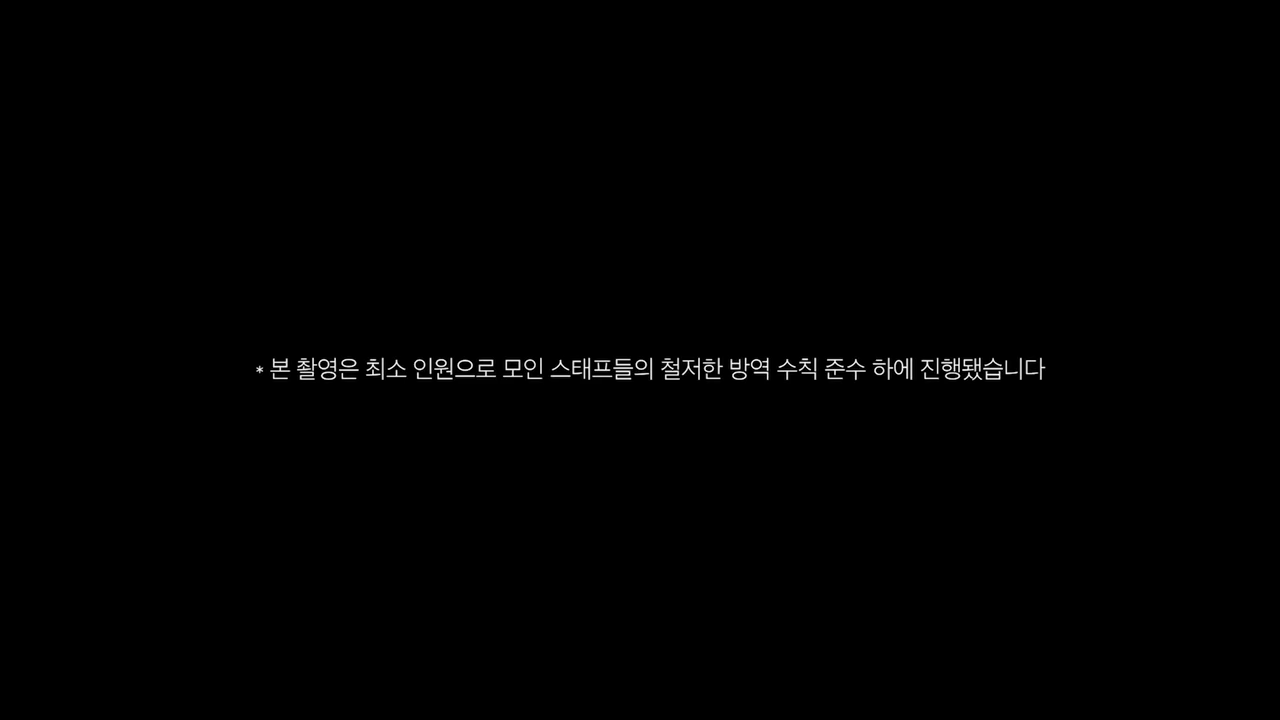 * 본 촬영은 최소 인원으로 모인 스태프들의 철저한 방역 수칙 준수 하에 진행됐습니다